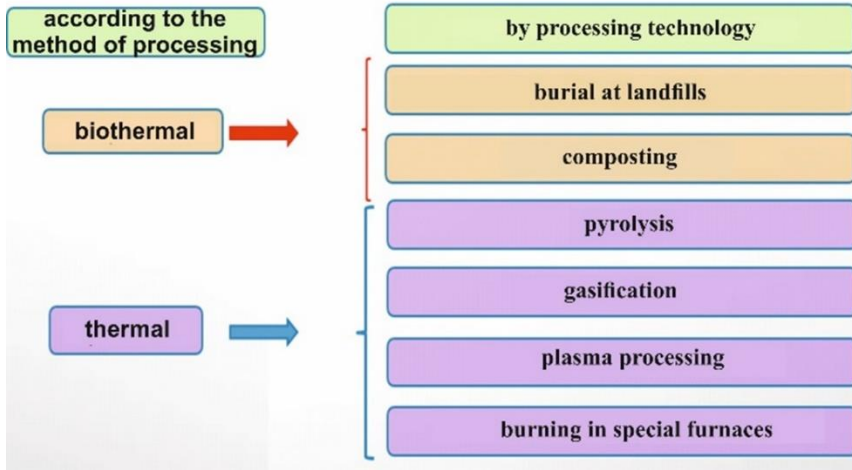 according to the
method of processing
by processing technology
biothermal
burial at landfills
composting
thermal
pyrolysis
gasification
plasma processing
burning in special furnaces